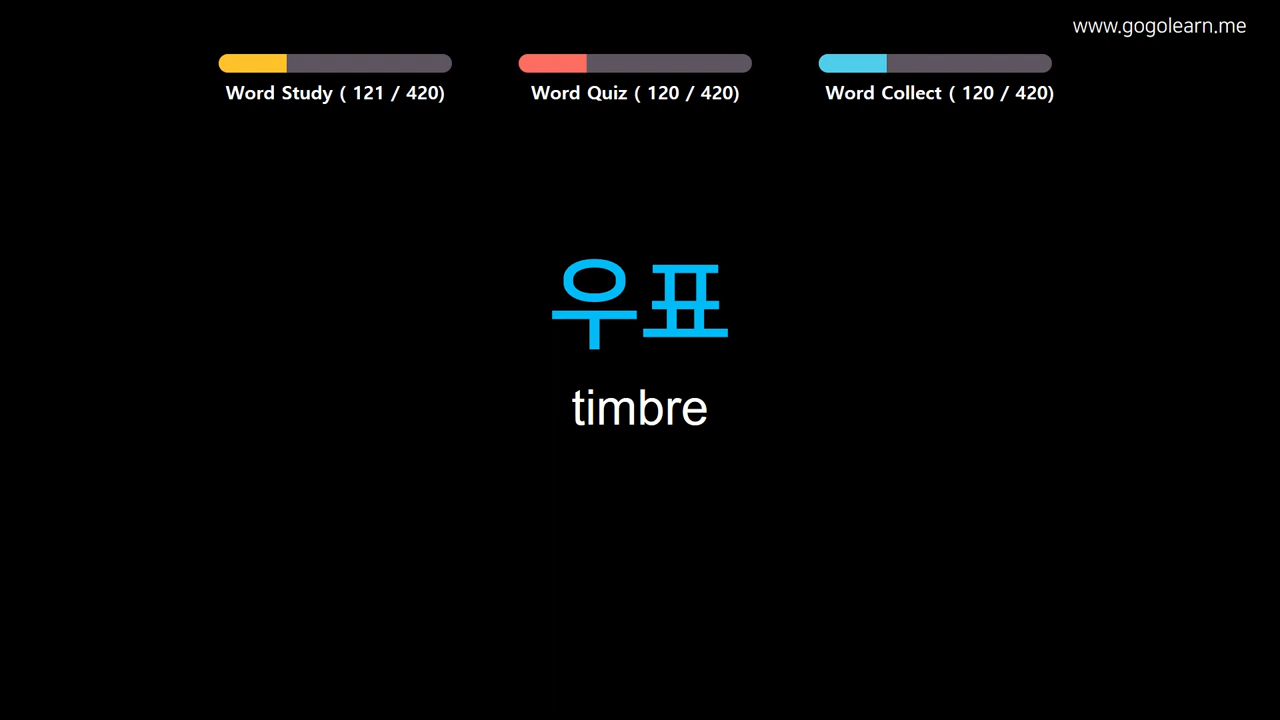 www.gogolearn.me
Word Study ( 121 / 420)
Word Quiz ( 120 / 420)
Word Collect ( 120 / 420)
우표
timbre